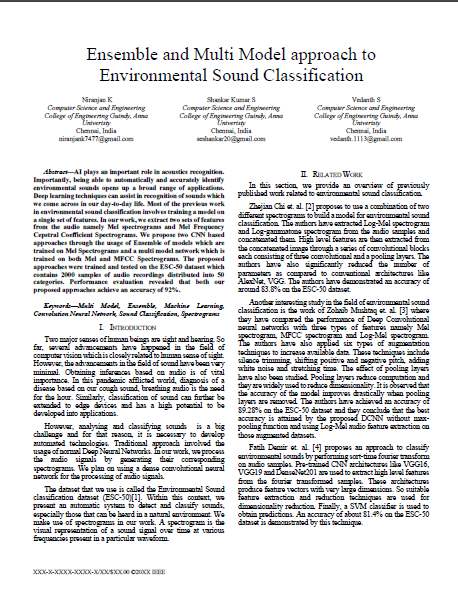 Ensemble and Multi Model approach to
Environmental Sound Classification
Niranjan K
Computer Science and Engineering
College of Engineering Guindy, Anna
University
Chennai, India
niranjank7477@gmail.com
Shankar Kumar S
Computer Science and Engineering
College of Engineering Guindy, Anna
University
Chennai, India
seshankar20@gmail.com
Vedanth S
Computer Science and Engineering
College of Engineering Guindy, Anna
University
Chennai, India
vedanth.1113@gmail.com
Abstract—AI plays an important role in acoustics recognition.
Importantly, being able to automatically and accurately identify
environmental sounds opens up a broad range of applications.
Deep learning techniques can assist in recognition of sounds which
we come across in our day-to-day life. Most of the previous work
in environmental sound classification involves training a model on
a single set of features. In our work, we extract two sets of features
from the audio namely Mel spectrograms and Mel Frequency
Cepstral Coefficient Spectrograms. We propose two CNN based
approaches through the usage of Ensemble of models which are
trained on Mel Spectrograms and a multi model network which is
trained on both Mel and MFCC Spectrograms. The proposed
approaches were trained and tested on the ESC-50 dataset which
contains 2000 samples of audio recordings distributed into 50
categories. Performance evaluation revealed that both our
proposed approaches achieve an accuracy of 92%.
Keywords—Multi Model, Ensemble, Machine Learning,
Convolution Neural Network, Sound Classification, Spectrograms
I. INTRODUCTION
Two major senses of human beings are sight and hearing. So
far, several advancements have happened in the field of
computer vision which is closely related to human sense of sight.
However, the advancements in the field of sound have been very
minimal. Obtaining inferences based on audio is of vital
importance. In this pandemic afflicted world, diagnosis of a
disease based on our cough sound, breathing audio is the need
for the hour. Similarly, classification of sound can further be
extended to edge devices and has a high potential to be
developed into applications.
However, analysing and classifying sounds is a big
challenge and for that reason, it is necessary to develop
automated technologies. Traditional approach involved the
usage of normal Deep Neural Networks. In our work, we process
the audio signals by generating their corresponding
spectrograms. We plan on using a dense convolutional neural
network for the processing of audio signals.
The dataset that we use is called the Environmental Sound
classification dataset (ESC-50)[1]. Within this context, we
present an automatic system to detect and classify sounds,
especially those that can be heard in a natural environment. We
make use of spectrograms in our work. A spectrogram is the
visual representation of a sound signal over time at various
frequencies present in a particular waveform.
II. RELATED WORK
In this section, we provide an overview of previously
published work related to environmental sound classification.
Zhejian Chi et. al. [2] proposes to use a combination of two
different spectrograms to build a model for environmental sound
classification. The authors have extracted Log-Mel spectrogram
and Log-gammatone spectrogram from the audio samples and
concatenated them. High level features are then extracted from
the concatenated image through a series of convolutional blocks
each consisting of three convolutional and a pooling layers. The
authors have also significantly reduced the number of
parameters as compared to conventional architectures like
AlexNet, VGG. The authors have demonstrated an accuracy of
around 83.8% on the ESC-50 dataset.
Another interesting study in the field of environmental sound
classification is the work of Zohaib Mushtaq et. al. [3] where
they have compared the performance of Deep Convolutional
neural networks with three types of features namely Mel
spectrogram, MFCC spectrogram and Log-Mel spectrogram.
The authors have also applied six types of augmentation
techniques to increase available data. These techniques include
silence trimming, shifting positive and negative pitch, adding
white noise and stretching time. The effect of pooling layers
have also been studied. Pooling layers reduce computation and
they are widely used to reduce dimensionality. It is observed that
the accuracy of the model improves drastically when pooling
layers are removed. The authors have achieved an accuracy of
89.28% on the ESC-50 dataset and they conclude that the best
accuracy is attained by the proposed DCNN without max-
pooling function and using Log-Mel audio feature extraction on
those augmented datasets.
Fatih Demir et. al. [4] proposes an approach to classify
environmental sounds by performing sort-time fourier transform
on audio samples. Pre-trained CNN architectures like VGG16,
VGG19 and DenseNet201 are used to extract high level features
from the fourier transformed samples. These architectures
produce feature vectors with very large dimensions. So suitable
feature extraction and reduction techniques are used for
dimensionality reduction. Finally, a SVM classifier is used to
obtain predictions. An accuracy of about 81.4% on the ESC-50
dataset is demonstrated by this technique.
XXX-X-XXXX-XXXX-X/XX/$XX.00 ©20XX IEEE